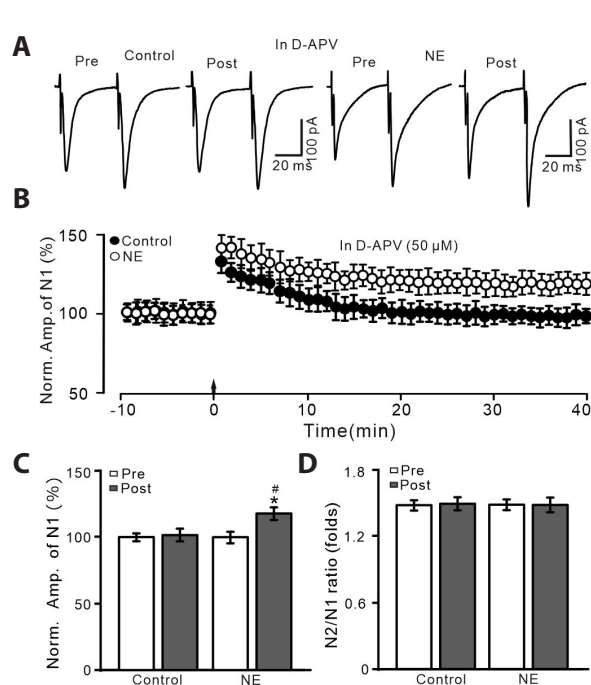 A
In D-APV
Pre Control Post Pre NE Post
100 pA
20 ms
100 pA
20 ms
B
Norm. Amp.of N1 (%)
150
100
50
Control
NE
In D-APV (50 µM)
-10 0 10 20 30 40
Time(min)
C
Norm. Amp. of N1 (%)
150
100
50
0
Pre
Post
#
*
Control NE
D
N2/N1 ratio (folds)
1.8
1.2
0.6
0
Pre
Post
Control NE